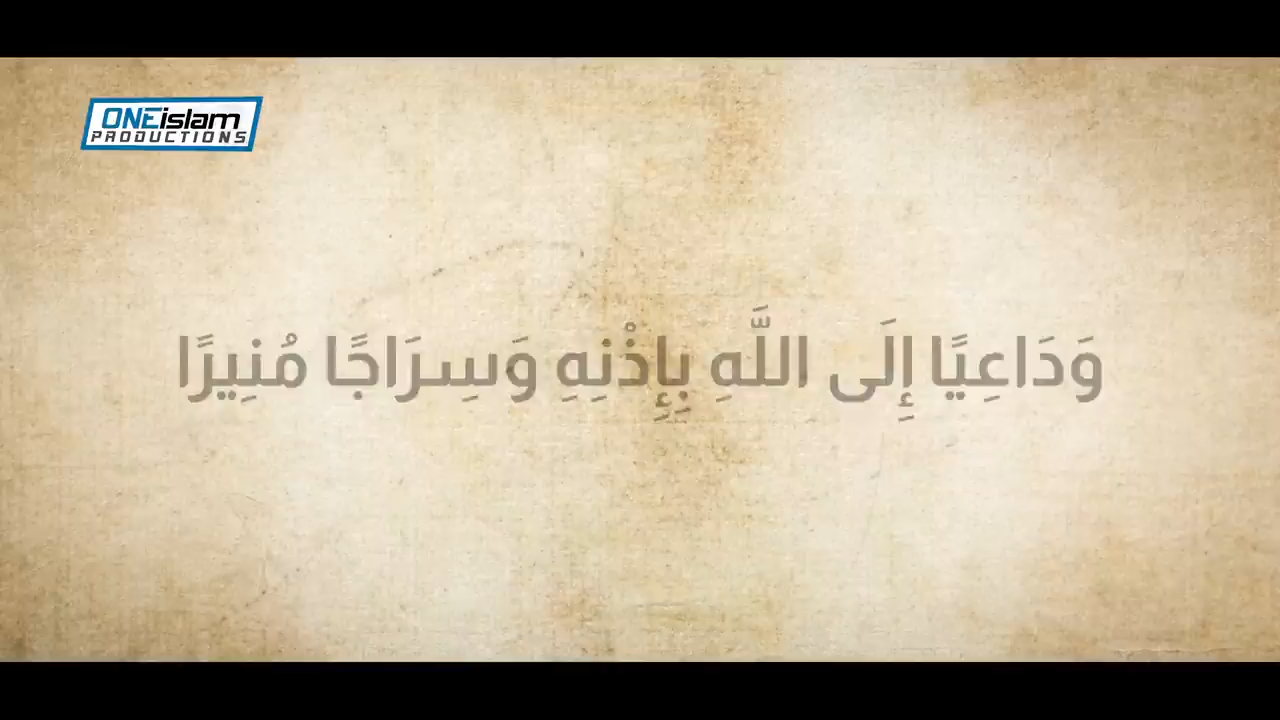 ONEislam
PRODUCTIONS
وَدَاعِيًا إِلَى اللَّهِ بِإِذْنِهِ وَسِرَاجًا مُنِيرًا